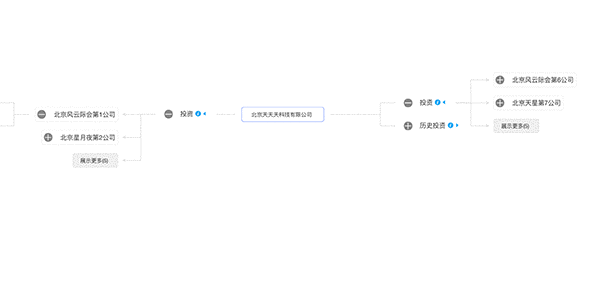 北京风云际会第1公司
北京星月夜第2公司
展示更多(5)
投资
北京天天天科技有限公司
投资
历史投资
北京风云际会第6公司
北京天星第7公司
展示更多(5)